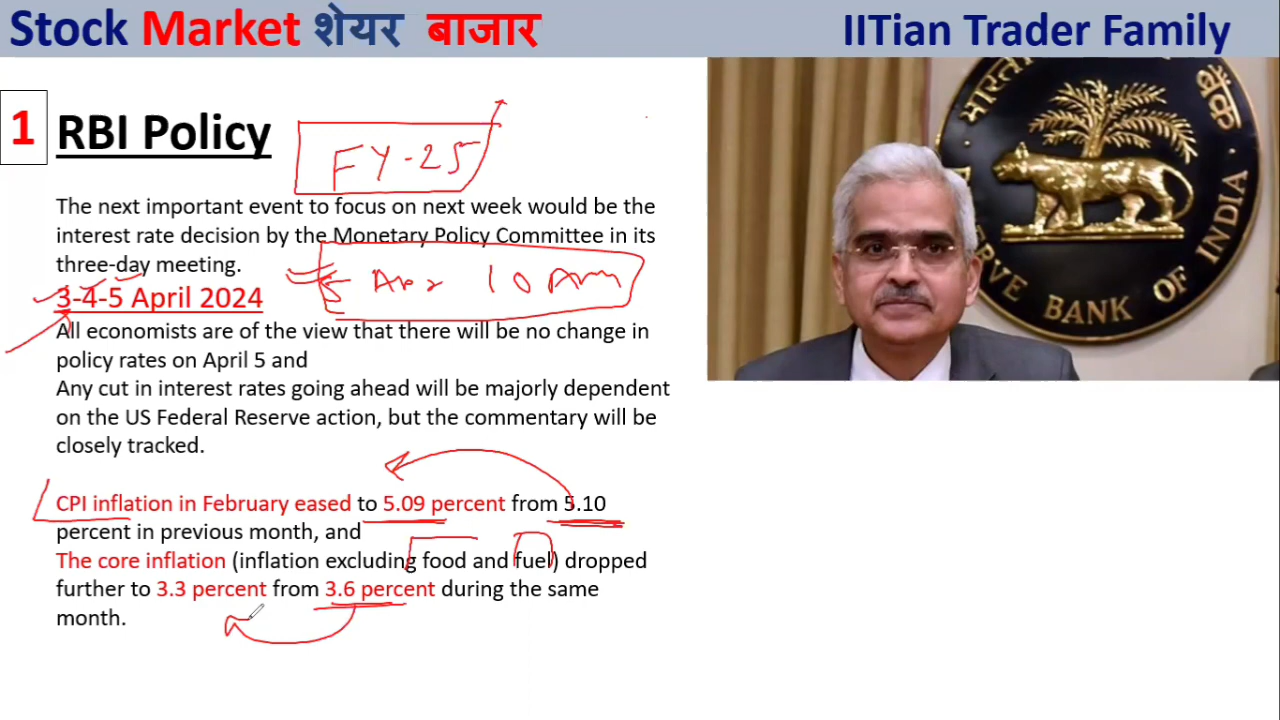 Stock Market शेयर बाजार
IITian Trader Family
1
RBI Policy
FY-25
The next important event to focus on next week would be the
interest rate decision by the Monetary Policy Committee in its
three-day meeting.
5 Apr 10 AM
3-4-5 April 2024
All economists are of the view that there will be no change in
policy rates on April 5 and
Any cut in interest rates going ahead will be majorly dependent
on the US Federal Reserve action, but the commentary will be
closely tracked.
CPI inflation in February eased to 5.09 percent from 5.10
percent in previous month, and
The core inflation (inflation excluding food and fuel) dropped
further to 3.3 percent from 3.6 percent during the same
month.
भारतीय
बैंक
BANK OF INDIA